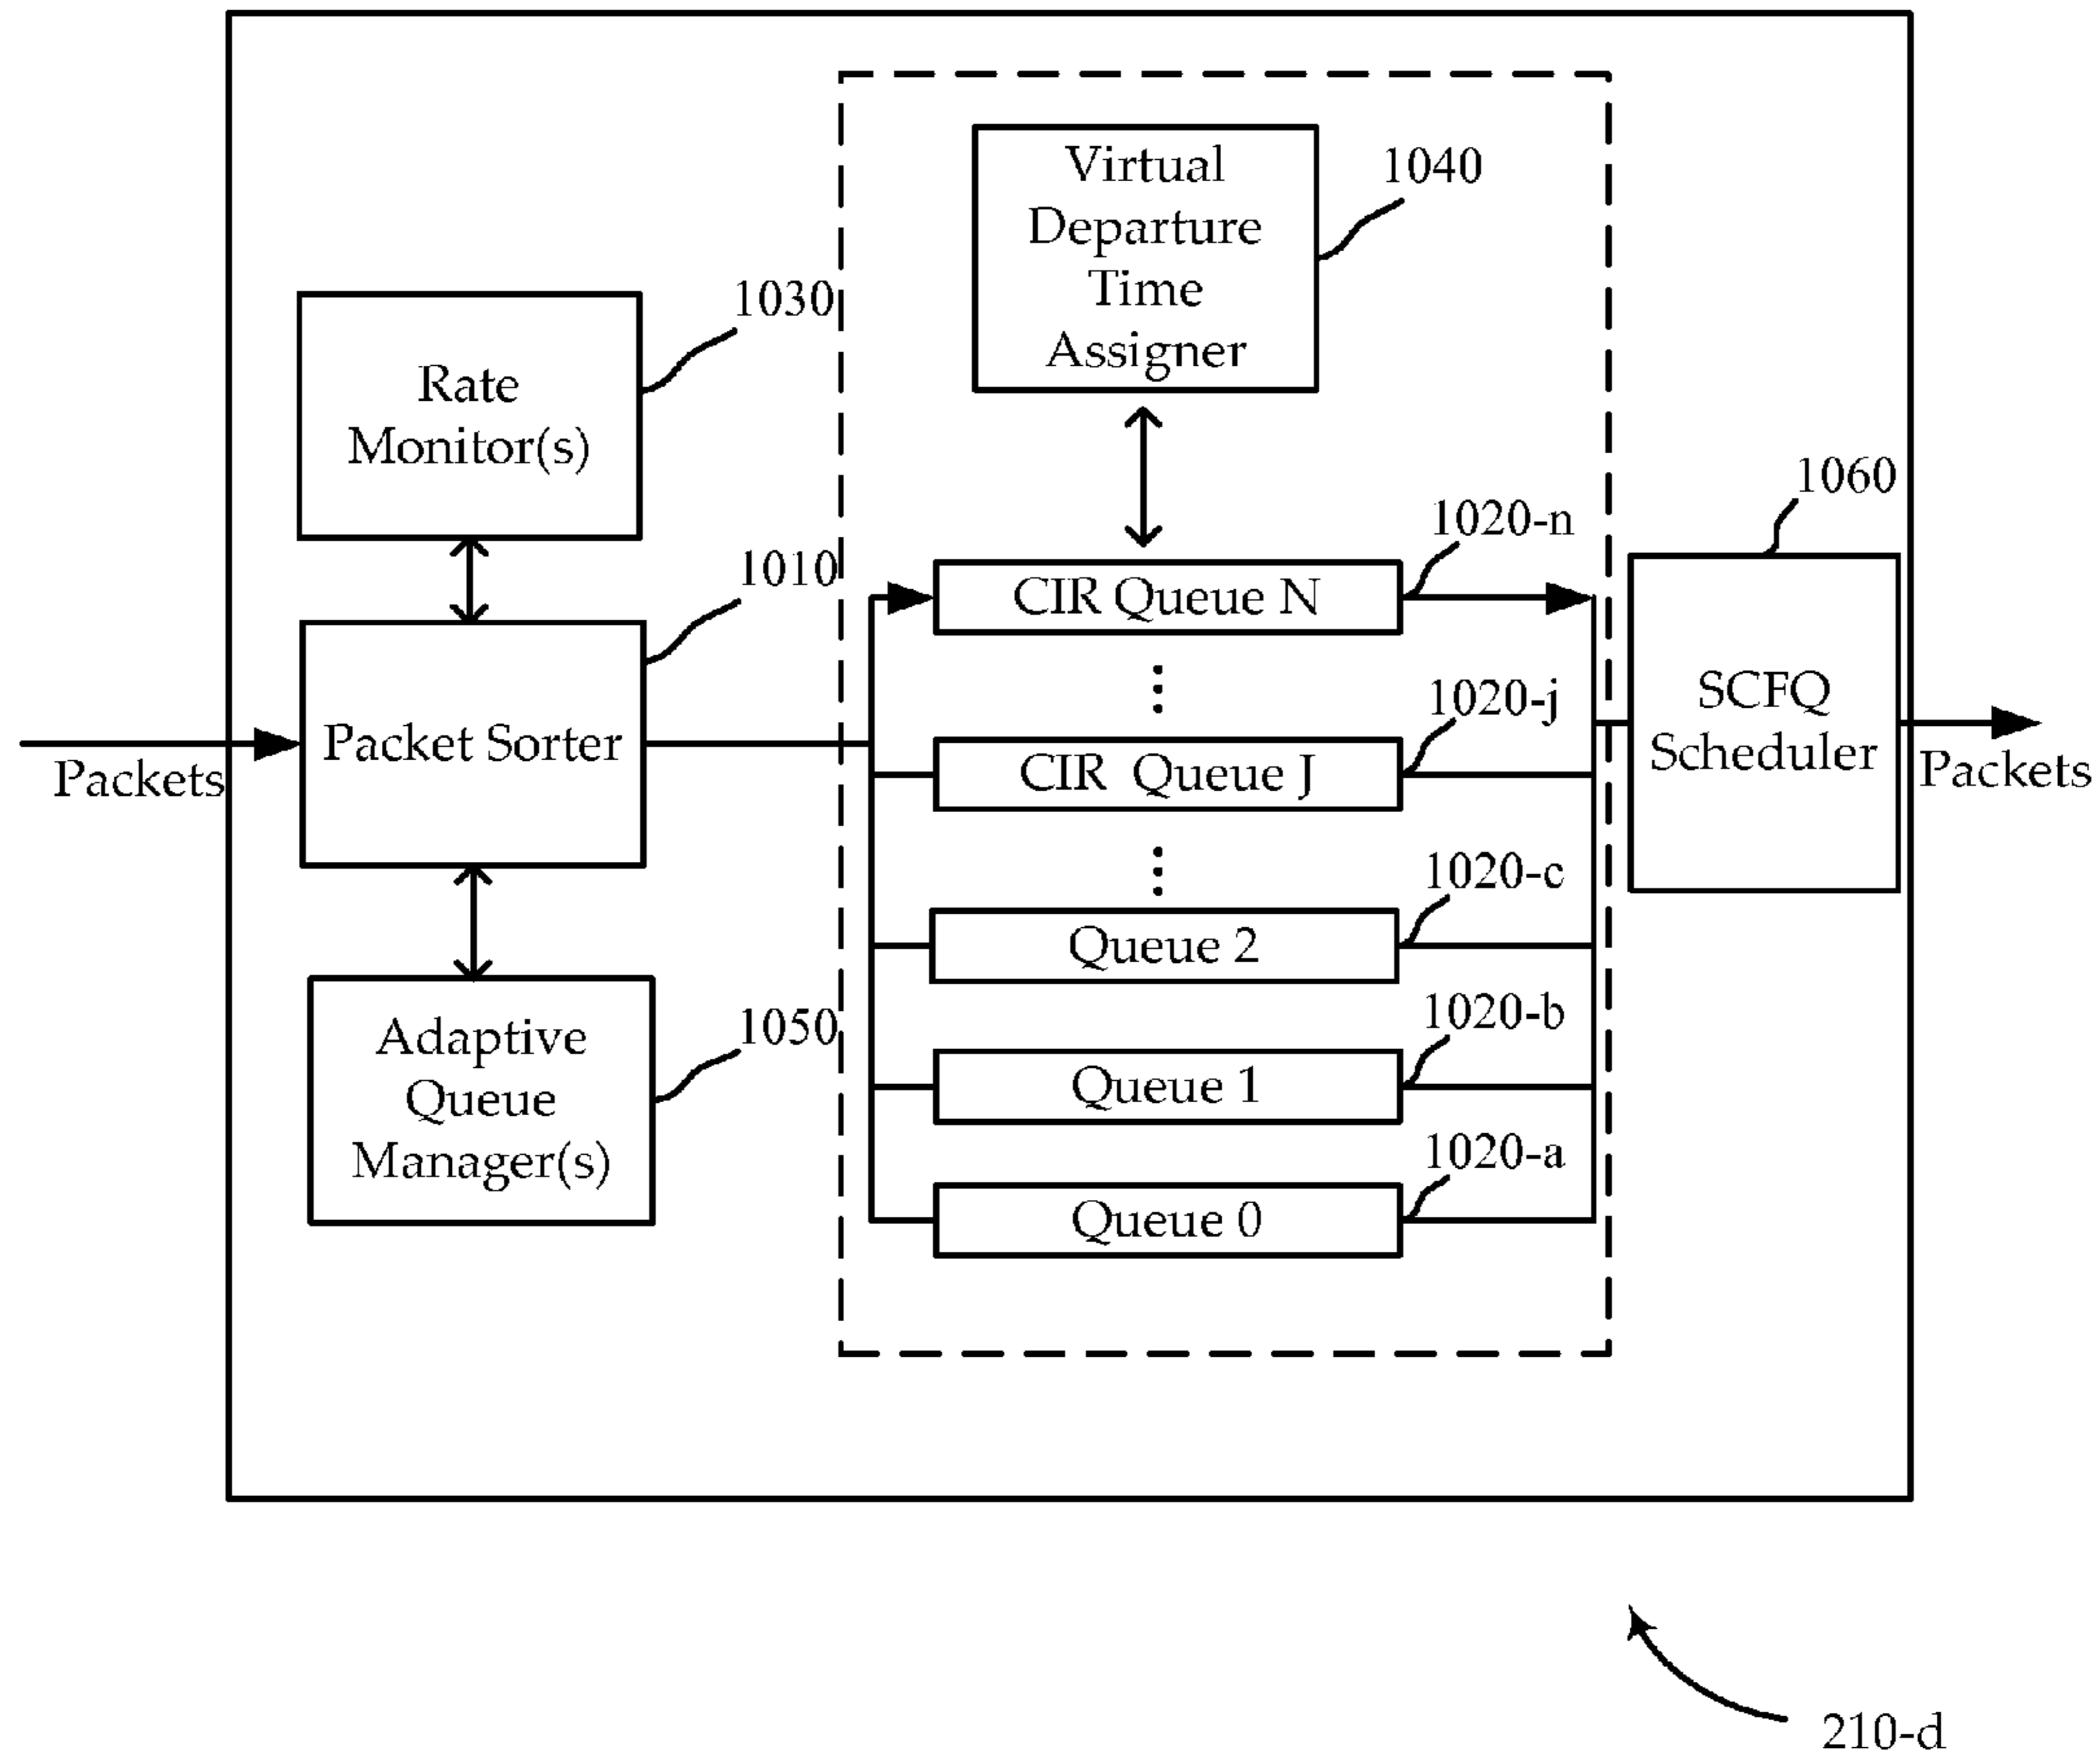 Virtual
Departure
Time
Assigner
1040
1030
Rate
Monitor(s)
1060
1020-n
1010
CIR Queue N
SCFQ
Scheduler
1020-j
Packet Sorter
CIR Queue J
Packets
Packets
1020-c
Queue 2
1020-b
1050
Adaptive
Queue
Manager(s)
Queue 1
1020-a
Queue 0
210-d